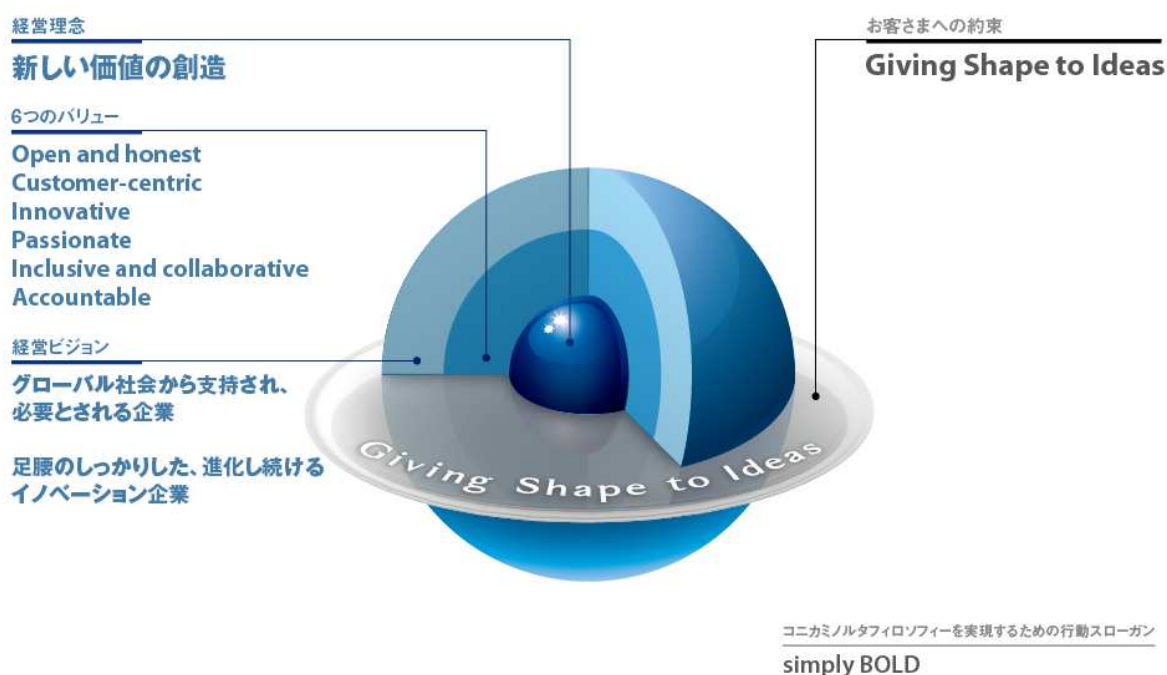 経営理念
新しい価値の創造
6つのバリュー
Open and honest
Customer-centric
Innovative
Passionate
Inclusive and collaborative
Accountable
経営ビジョン
グローバル社会から支持され、
必要とされる企業
足腰のしっかりした、進化し続ける
イノベーション企業
お客さまへの約束
Giving Shape to Ideas
Giving Shape to Ideas
コニカミノルタフィロソフィーを実現するための行動スローガン
simply BOLD